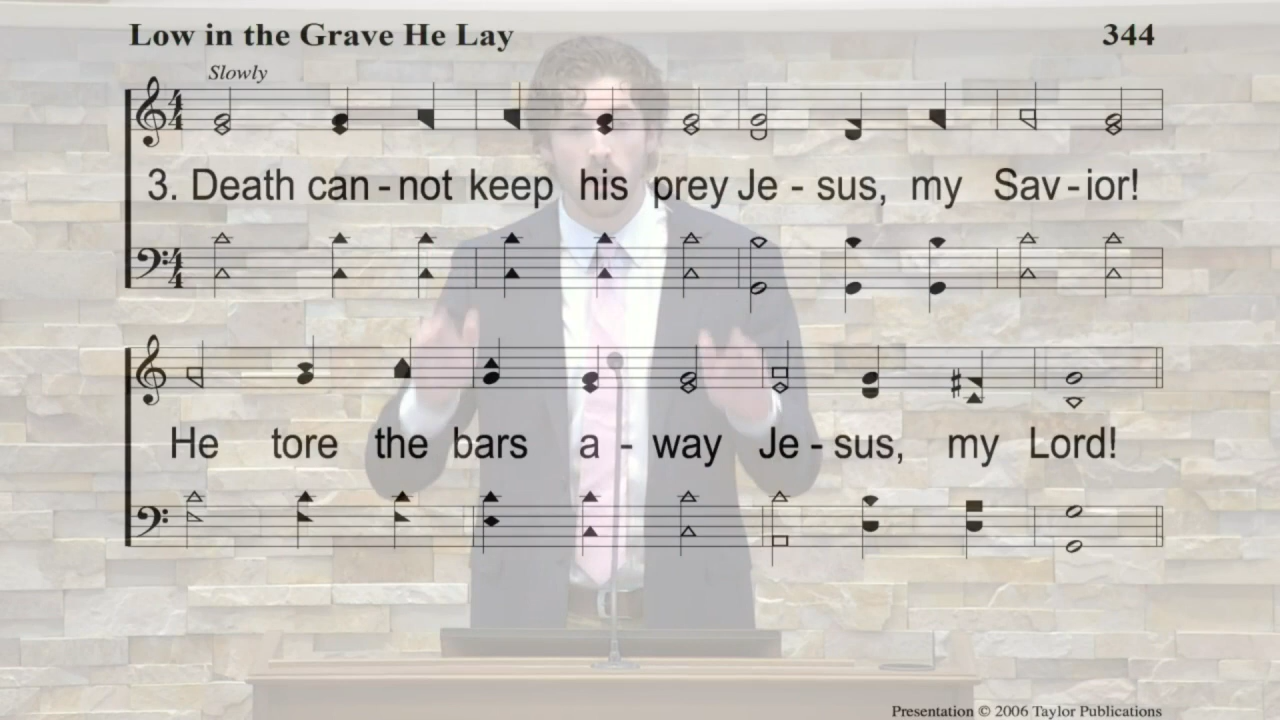 Low in the Grave He Lay 344
Slowly
3. Death can - not keep his prey Je - sus, my Sav - ior!
He tore the bars a - way Je - sus, my Lord!
Presentation © 2006 Taylor Publications